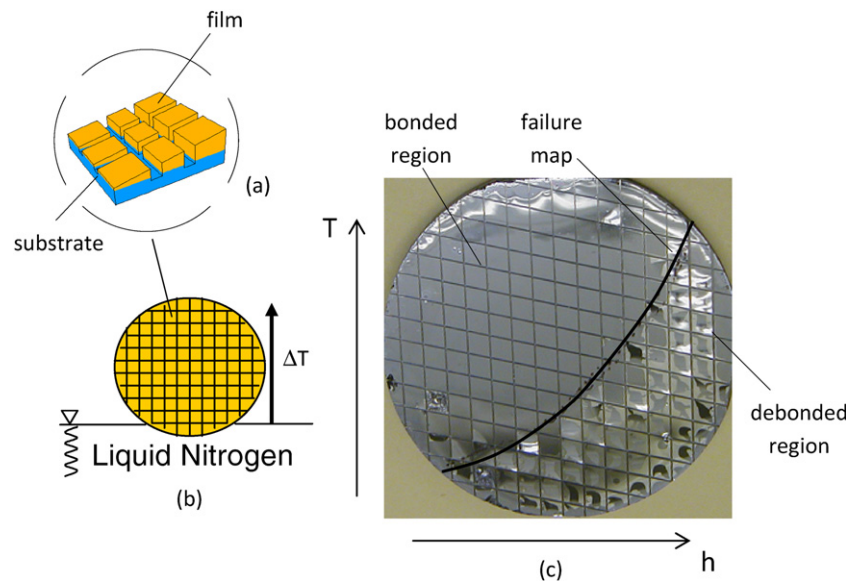 film
(a)
substrate
ΔT
Liquid Nitrogen
(b)
bonded
region
failure
map
T
debonded
region
(c)
h